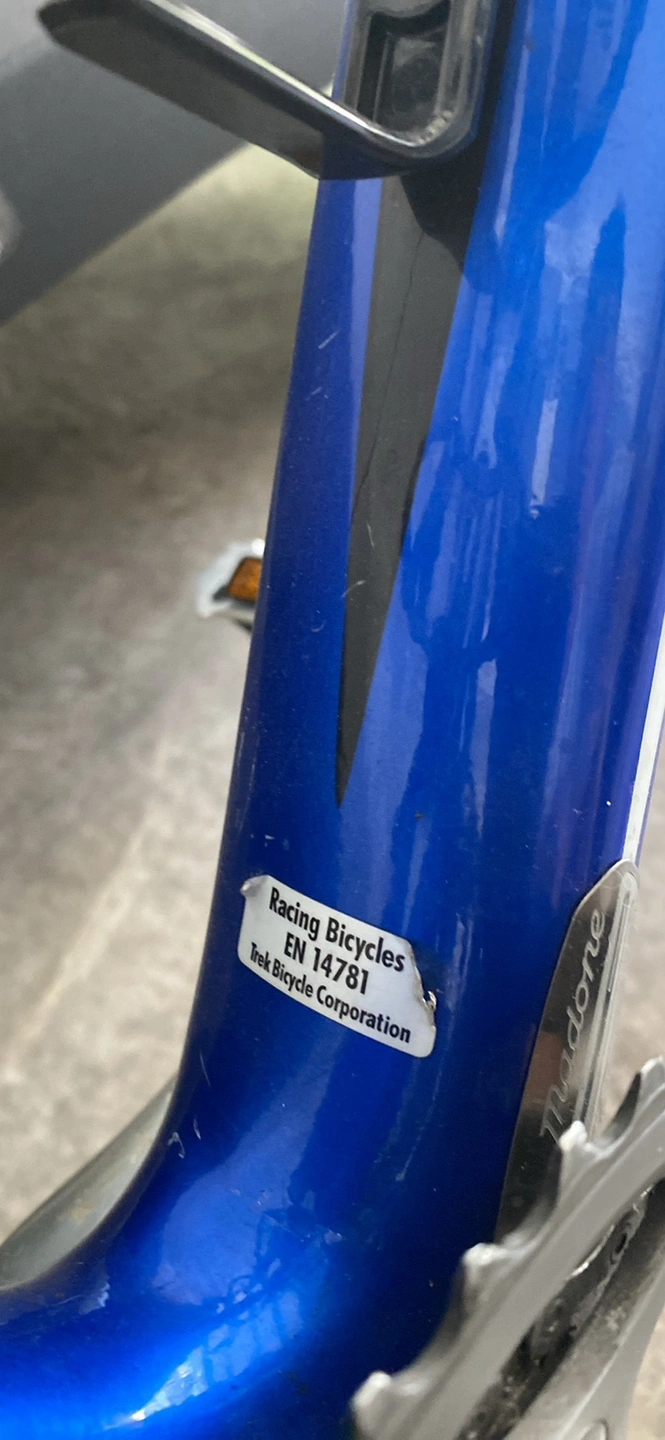 Racing Bicycles
EN 14781
Trek Bicycle Corporation
Madone